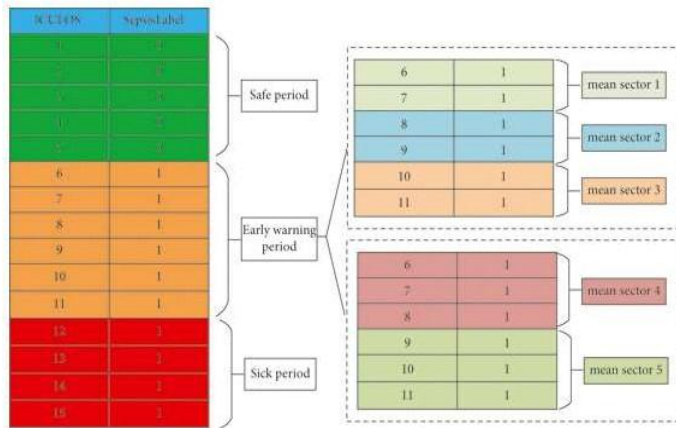 ICULOS SepsisLabel
6 1
7 1
8 1
9 1
10 1
11 1
12 1
13 1
14 1
15 1
Safe period
Early warning
period
Sick period
6 1
7 1
8 1
9 1
10 1
11 1
mean sector 1
mean sector 2
mean sector 3
6 1
7 1
8 1
9 1
10 1
11 1
mean sector 4
mean sector 5